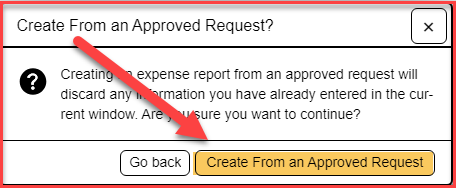 Create From an Approved Request?
Creating an expense report from an approved request will
discard any information you have already entered in the cur-
rent window. Are you sure you want to continue?
Go back
Create From an Approved Request